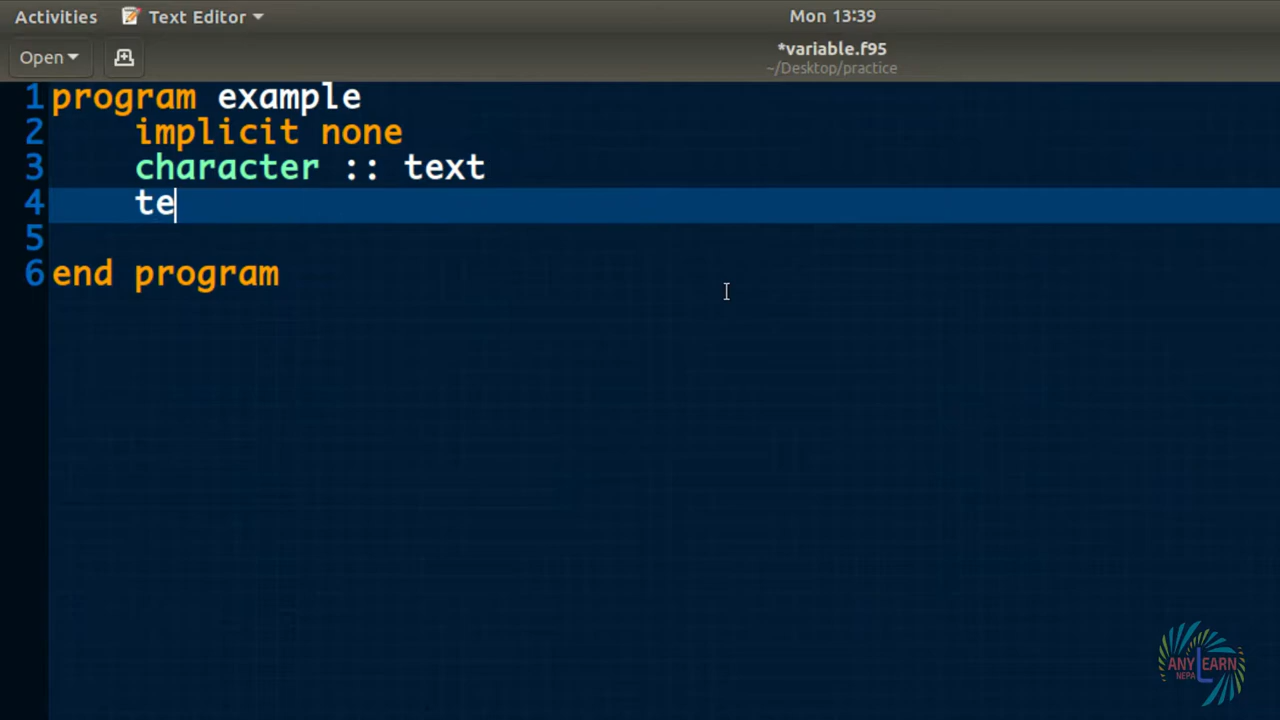 Activities Text Editor Mon 13:39
Open *variable.f95
~/Desktop/practice
1 program example
2 implicit none
3 character :: text
4 te
5
6 end program
ANY LEARN
NEPAL